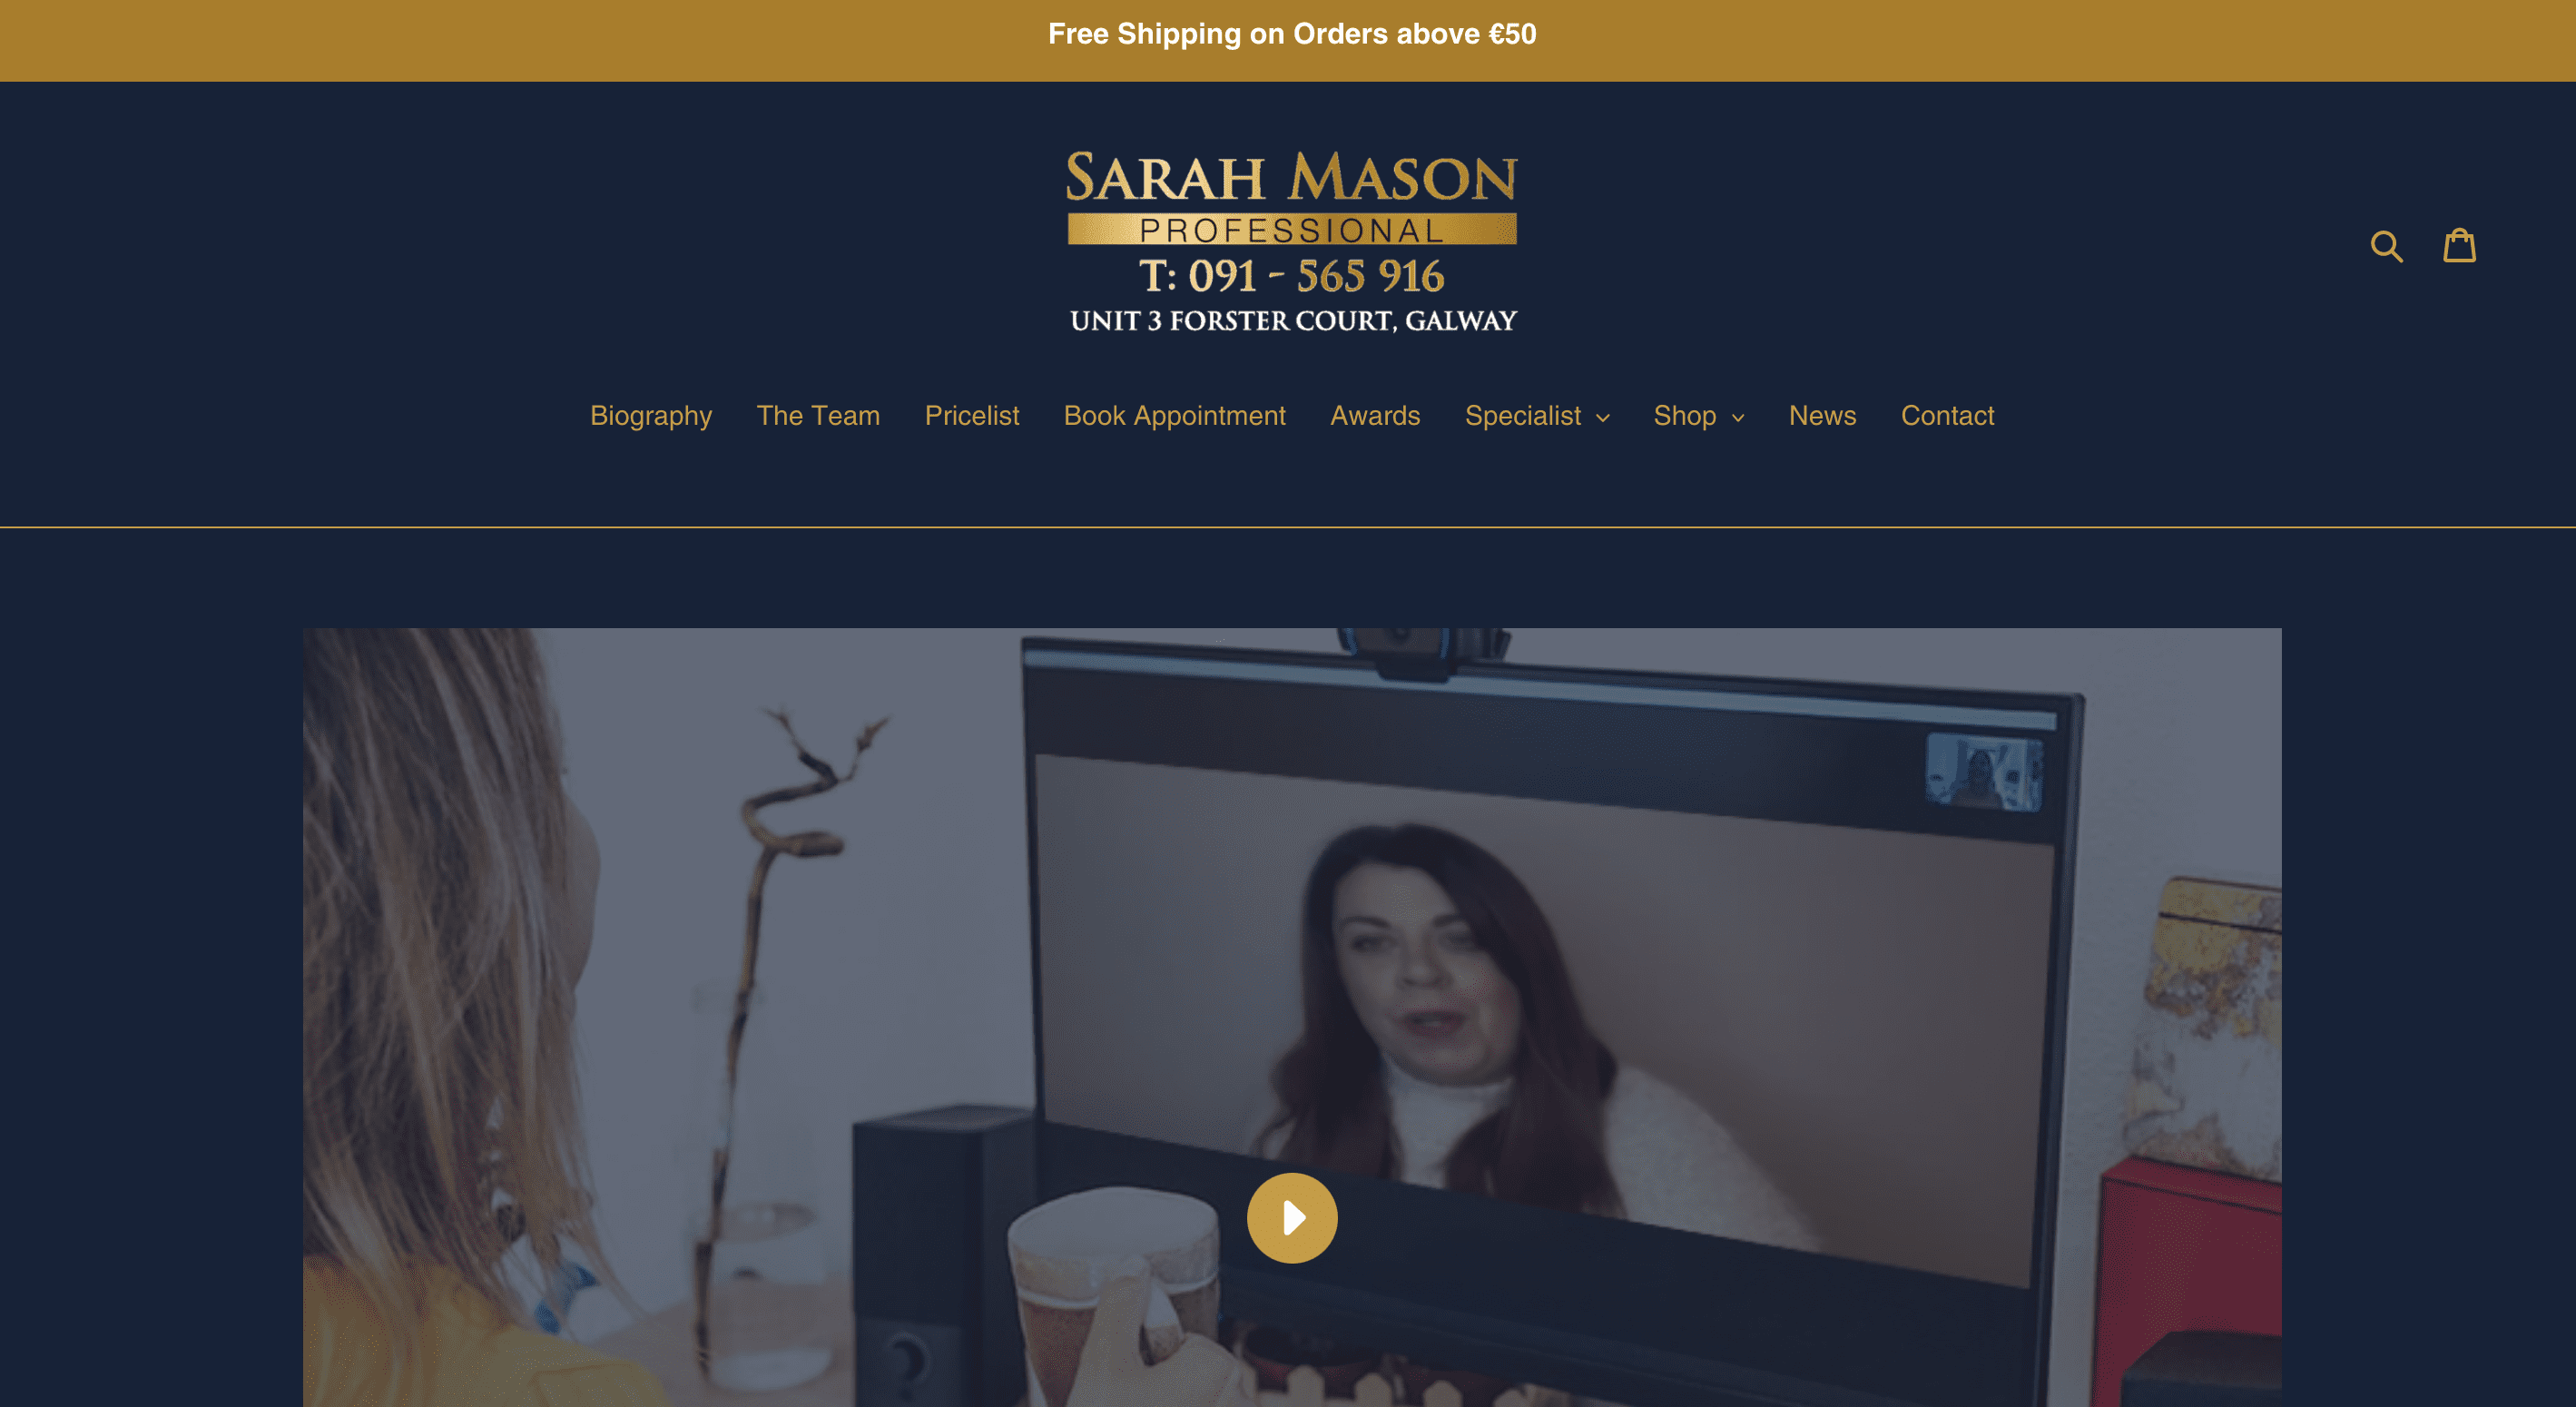 Free Shipping on Orders above €50
SARAH MASON
PROFESSIONAL
T: 091 - 565 916
UNIT 3 FORSTER COURT, GALWAY
Biography The Team Pricelist Book Appointment Awards Specialist Shop News Contact